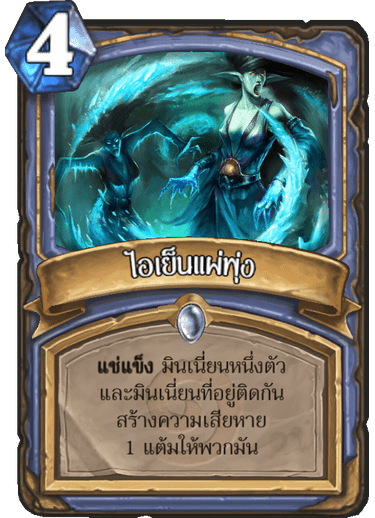 4
ไอเย็นแผ่พุ่ง
แช่แข็ง มินเนี่ยนหนึ่งตัว
และมินเนี่ยนที่อยู่ติดกัน
สร้างความเสียหาย
1 แต้มให้พวกมัน